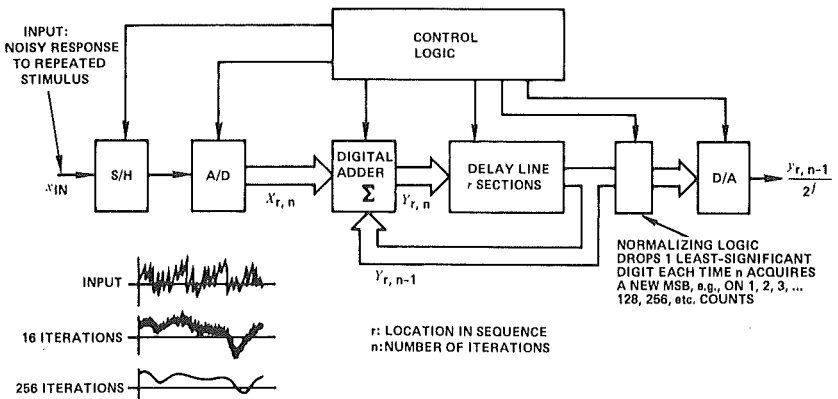 INPUT:
NOISY RESPONSE
TO REPEATED
STIMULUS
CONTROL
LOGIC
xIN
S/H
A/D
Xr, n
DIGITAL
ADDER
Σ
Yr, n
DELAY LINE
r SECTIONS
D/A
yr, n-1
2j
Yr, n-1
NORMALIZING LOGIC
DROPS 1 LEAST-SIGNIFICANT
DIGIT EACH TIME n ACQUIRES
A NEW MSB, e.g., ON 1, 2, 3, ...
128, 256, etc. COUNTS
INPUT
16 ITERATIONS
256 ITERATIONS
r: LOCATION IN SEQUENCE
n: NUMBER OF ITERATIONS